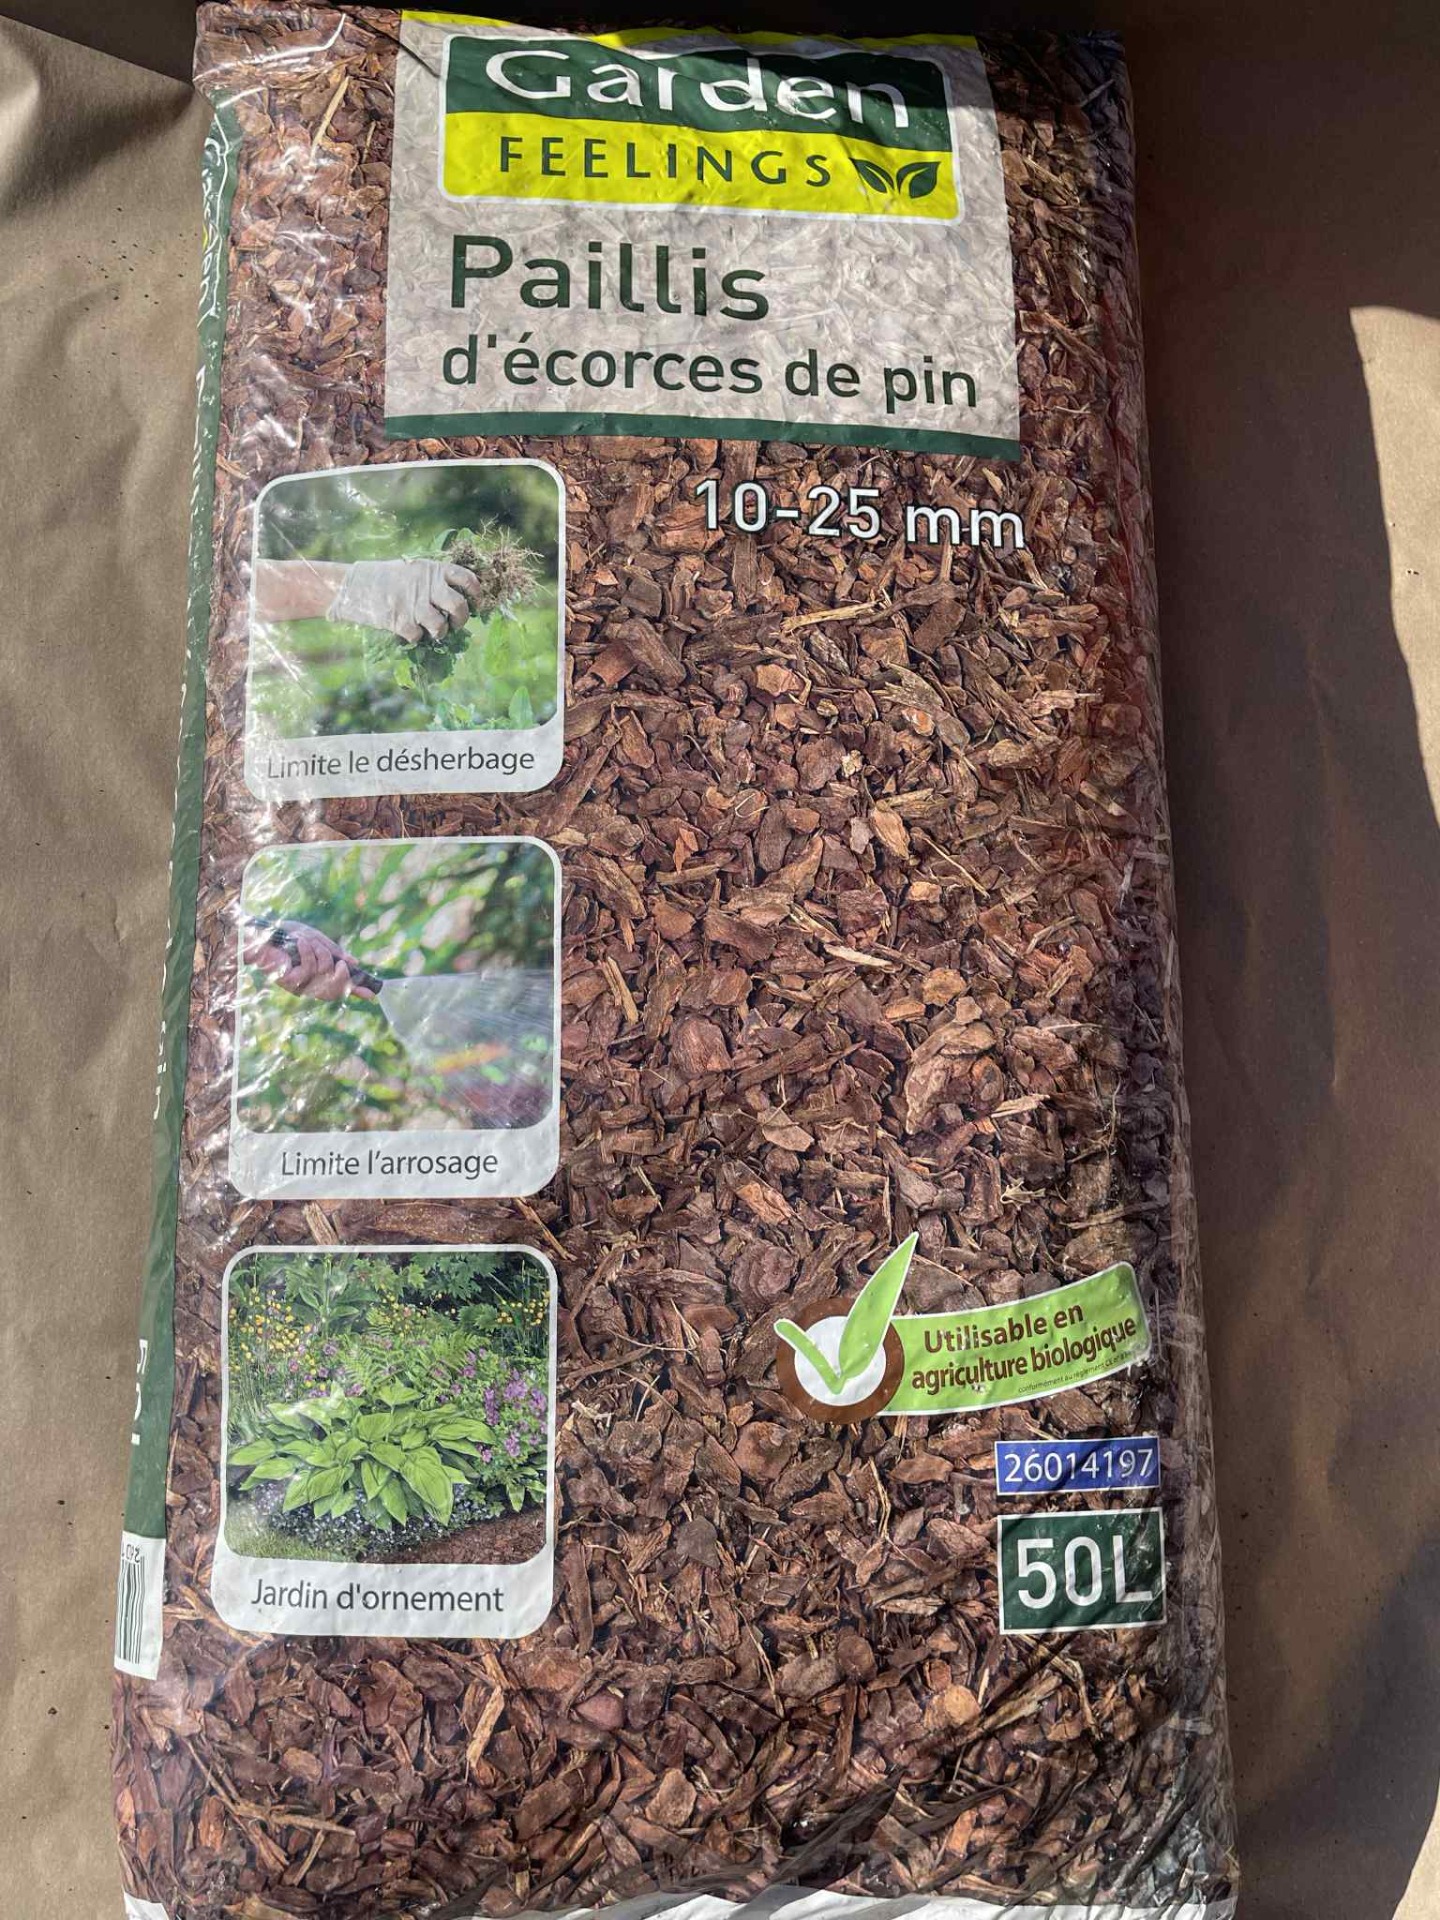 Garden
FEELINGS
Paillis
d'écorces de pin
10-25 mm
Limite le désherbage
Limite l'arrosage
Utilisable en
agriculture biologique
26014197
50L
Jardin d'ornement